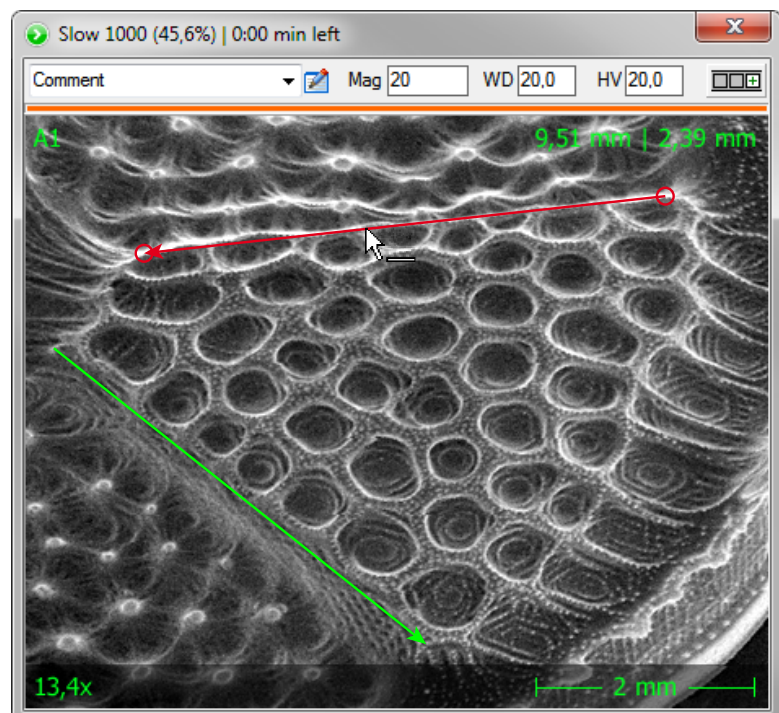 Slow 1000 (45,6%) | 0:00 min left
Comment Mag 20 WD 20,0 HV 20,0
A1 9,51 mm | 2,39 mm
13,4x 2 mm